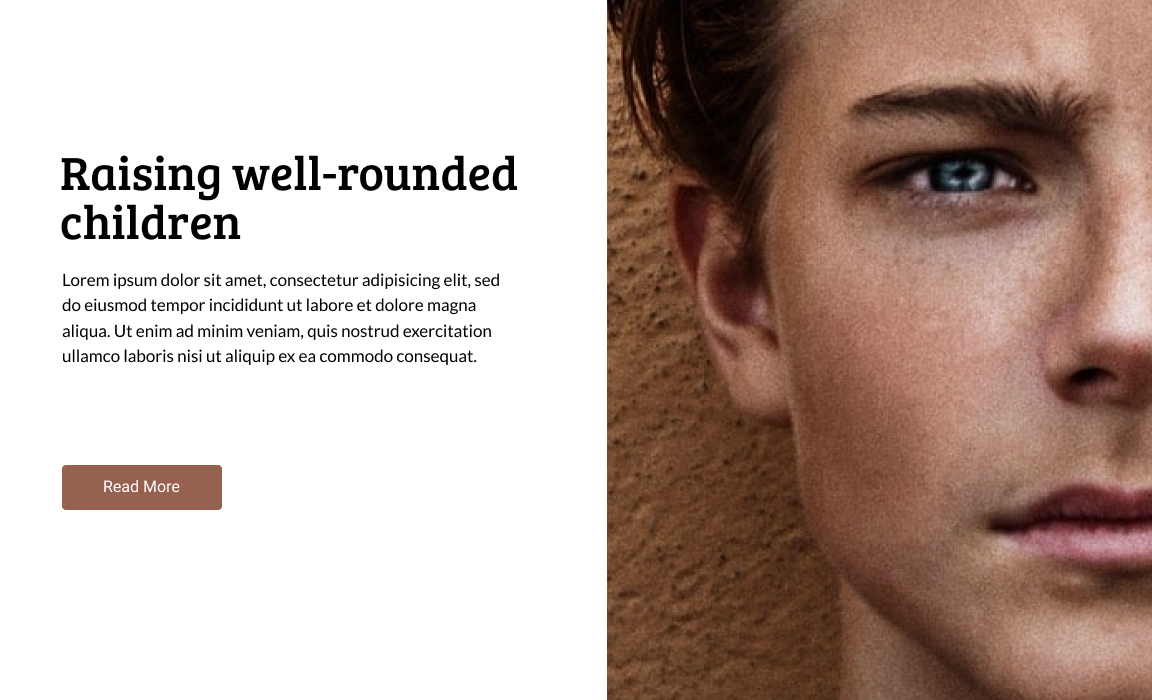 Raising well-rounded
children
Lorem ipsum dolor sit amet, consectetur adipisicing elit, sed
do eiusmod tempor incididunt ut labore et dolore magna
aliqua. Ut enim ad minim veniam, quis nostrud exercitation
ullamco laboris nisi ut aliquip ex ea commodo consequat.
Read More